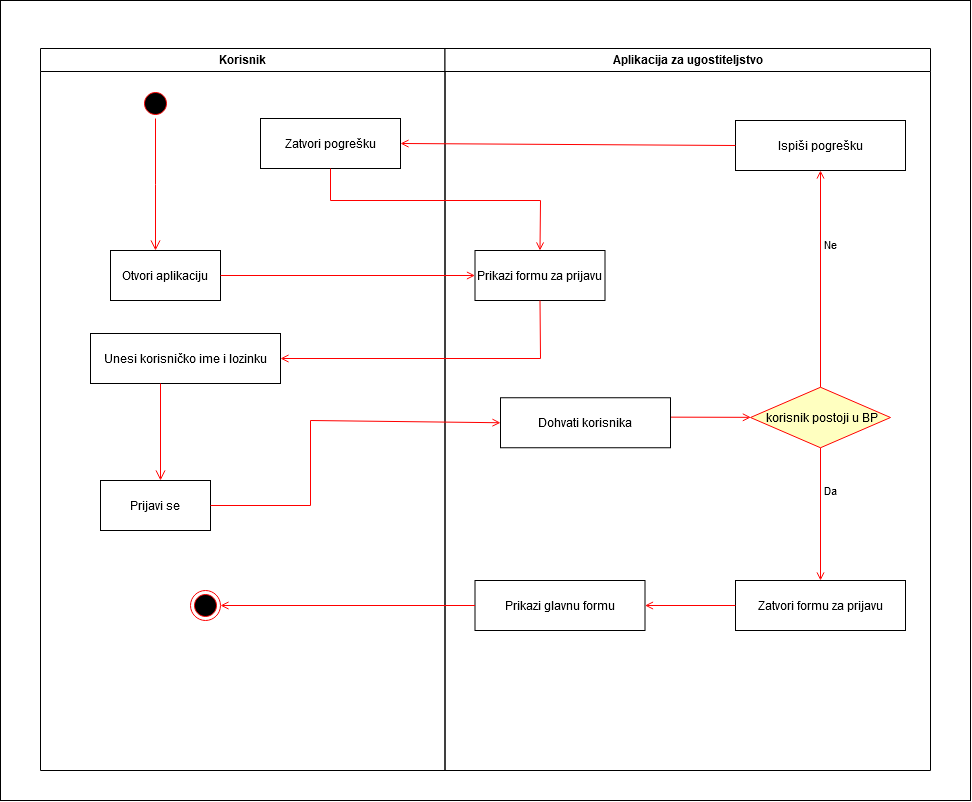 Korisnik
Aplikacija za ugostiteljstvo
Zatvori pogrešku
Ispiši pogrešku
Ne
Otvori aplikaciju
Prikazi formu za prijavu
Unesi korisničko ime i lozinku
Dohvati korisnika
korisnik postoji u BP
Da
Prijavi se
Prikazi glavnu formu
Zatvori formu za prijavu